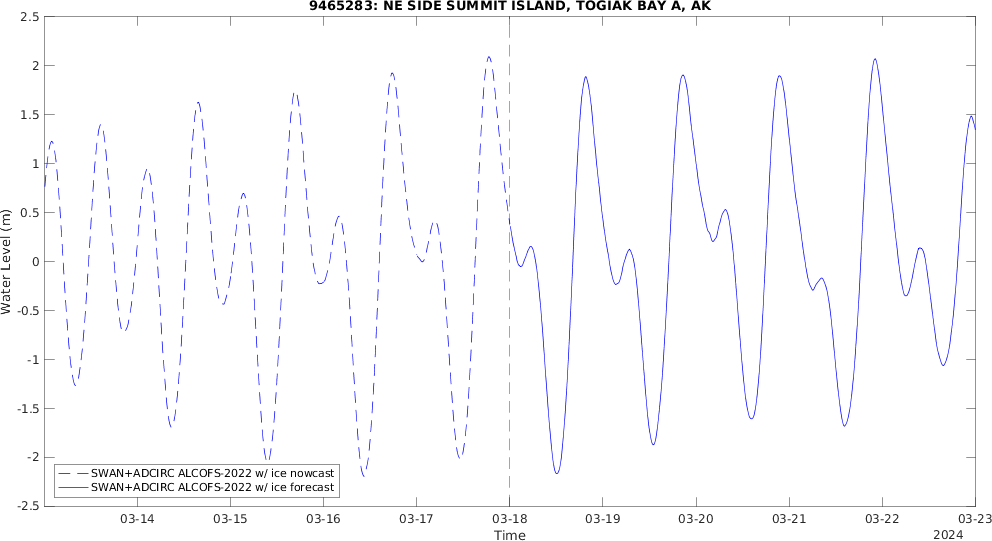 9465283: NE SIDE SUMMIT ISLAND, TOGIAK BAY A, AK
2.5
2
1.5
1
0.5
0
-0.5
-1
-1.5
-2
-2.5
Water Level (m)
SWAN+ADCIRC ALCOFS-2022 w/ ice nowcast
SWAN+ADCIRC ALCOFS-2022 w/ ice forecast
03-14 03-15 03-16 03-17 03-18 03-19 03-20 03-21 03-22 03-23
Time
2024